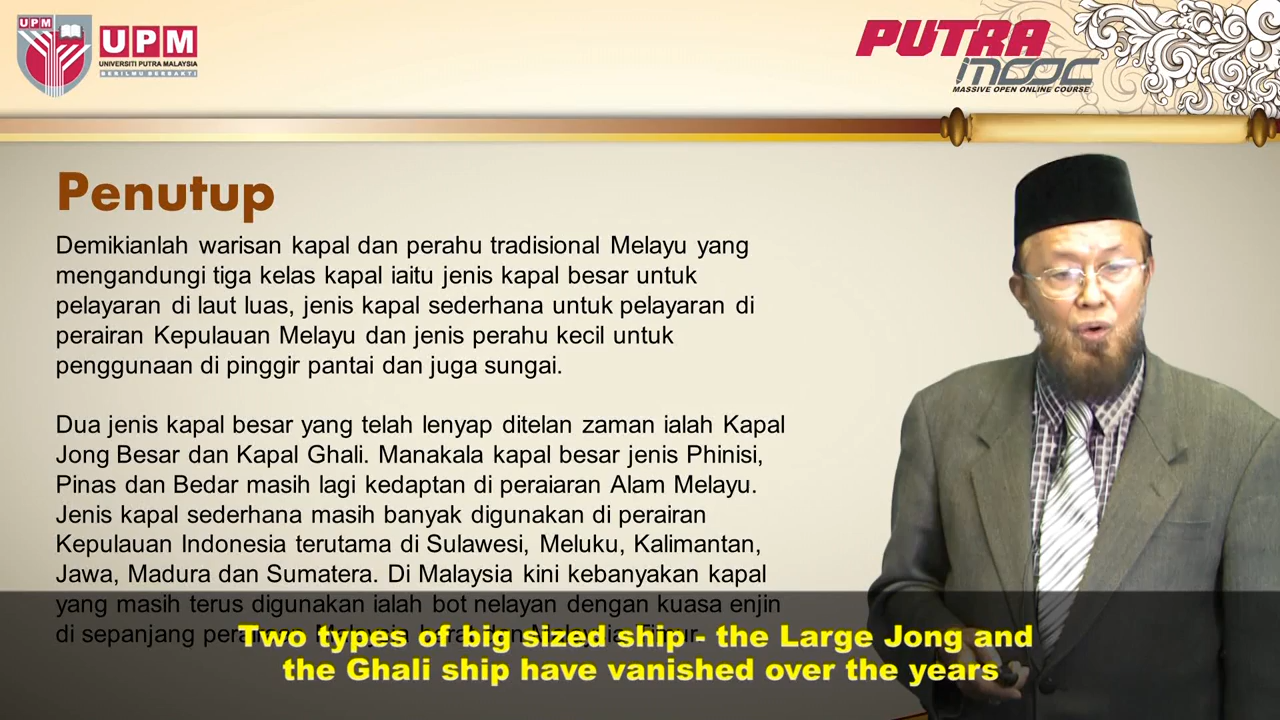 UPM
UPM
UNIVERSITI PUTRA MALAYSIA
BERILMU BERBAKTI
PUTRA
mooc
MASSIVE OPEN ONLINE COURSE
Penutup
Demikianlah warisan kapal dan perahu tradisional Melayu yang
mengandungi tiga kelas kapal iaitu jenis kapal besar untuk
pelayaran di laut luas, jenis kapal sederhana untuk pelayaran di
perairan Kepulauan Melayu dan jenis perahu kecil untuk
penggunaan di pinggir pantai dan juga sungai.
Dua jenis kapal besar yang telah lenyap ditelan zaman ialah Kapal
Jong Besar dan Kapal Ghali. Manakala kapal besar jenis Phinisi,
Pinas dan Bedar masih lagi kedaptan di peraiaran Alam Melayu.
Jenis kapal sederhana masih banyak digunakan di perairan
Kepulauan Indonesia terutama di Sulawesi, Meluku, Kalimantan,
Jawa, Madura dan Sumatera. Di Malaysia kini kebanyakan kapal
yang masih terus digunakan ialah bot nelayan dengan kuasa enjin
di sepanjang
Two types of big sized ship - the Large Jong and
the Ghali ship have vanished over the years